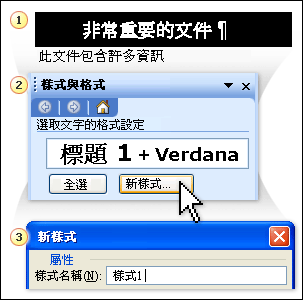 1
非常重要的文件 ¶
此文件包含許多資訊
2
樣式與格式
選取文字的格式設定
標題 1 + Verdana
全選 新樣式...
3
新樣式
屬性
樣式名稱(N): 樣式1